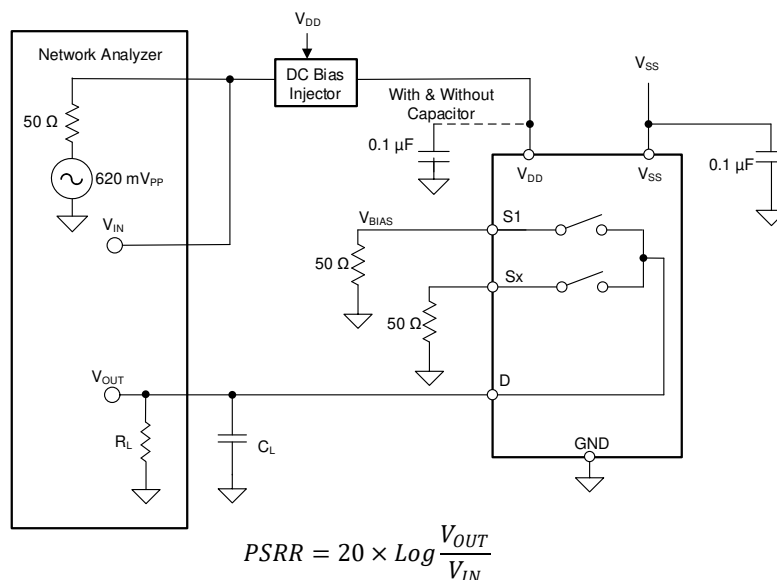 V_DD
Network Analyzer
DC Bias
Injector
V_SS
50 Ω
With & Without
Capacitor
620 mV_PP
0.1 µF
0.1 µF
V_DD
V_SS
V_IN
V_BIAS
S1
50 Ω
Sx
50 Ω
V_OUT
D
R_L
C_L
GND
PSRR = 20 × Log V_OUT / V_IN